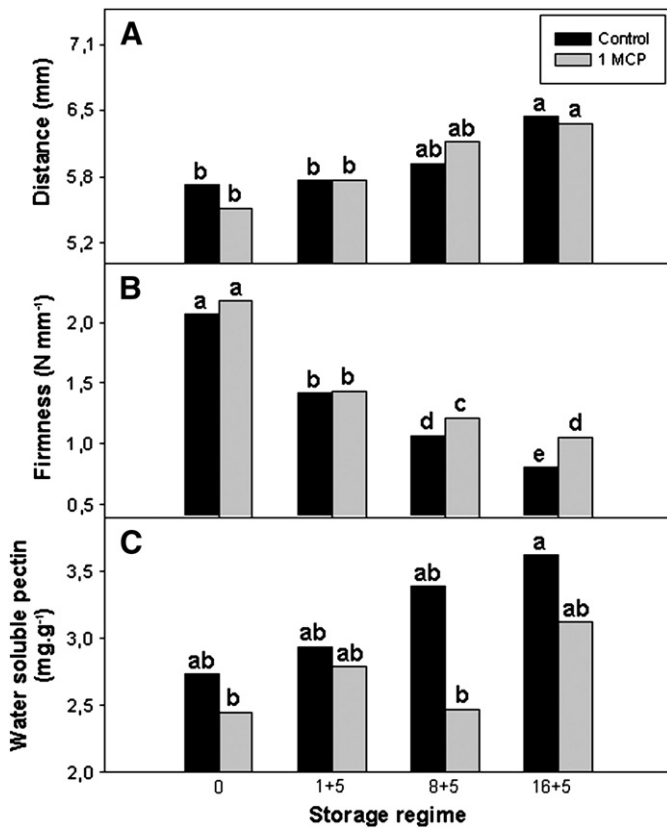 A
Control
1 MCP
Distance (mm)
7,1
6,5
5,8
5,2
b
b
b
b
ab
ab
a
a
B
Firmness (N mm⁻¹)
2,0
1,5
1,0
0,5
a
a
b
b
d
c
e
d
C
Water soluble pectin
(mg.g⁻¹)
3,5
3,0
2,5
2,0
ab
b
ab
ab
ab
b
a
ab
0 1+5 8+5 16+5
Storage regime